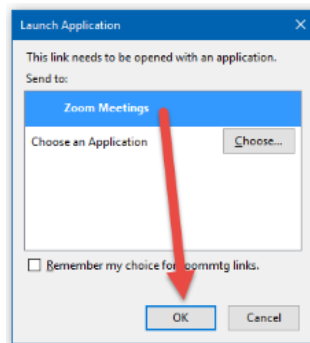 Launch Application
This link needs to be opened with an application.
Send to:
Zoom Meetings
Choose an Application Choose...
Remember my choice for zoommtg links.
OK Cancel